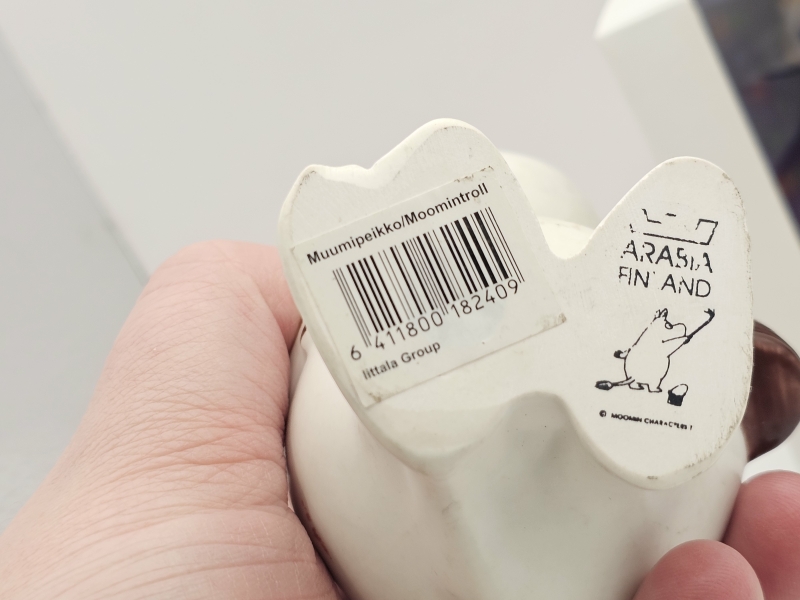 Muumipeikko/Moomintroll
6 411800 182409
Iittala Group
ARABIA
FINLAND
© MOOMIN CHARACTERS